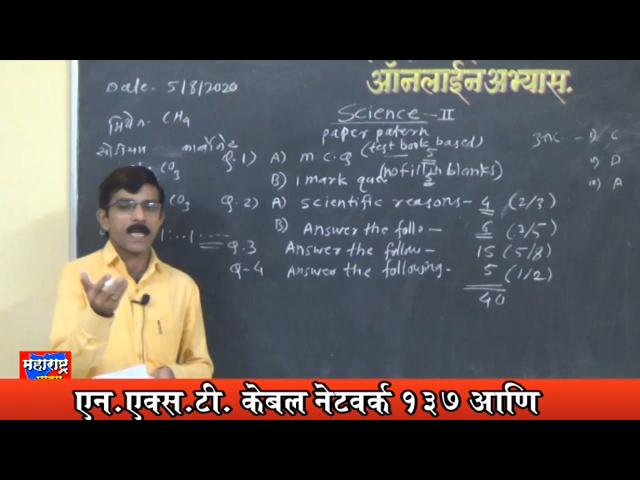 ऑनलाईन अभ्यास.
Date. 5/8/2020
Science-II
paper patern
मिथेन. CH4
(test book based)
Q.1) A) M.C.Q 5
(no fill in blanks)
B) 1 mark que
Q.2) A) scientific reasons - 4 (2/3)
B) Answer the follo - 6 (3/5)
Q.3 Answer the follow - 15 (5/8)
Q-4 Answer the following. 5 (1/2)
40
i) C
ii) D
iii) A
CO3
CO3
महाराष्ट्र
एन.एक्स.टी. केबल नेटवर्क १३७ आणि